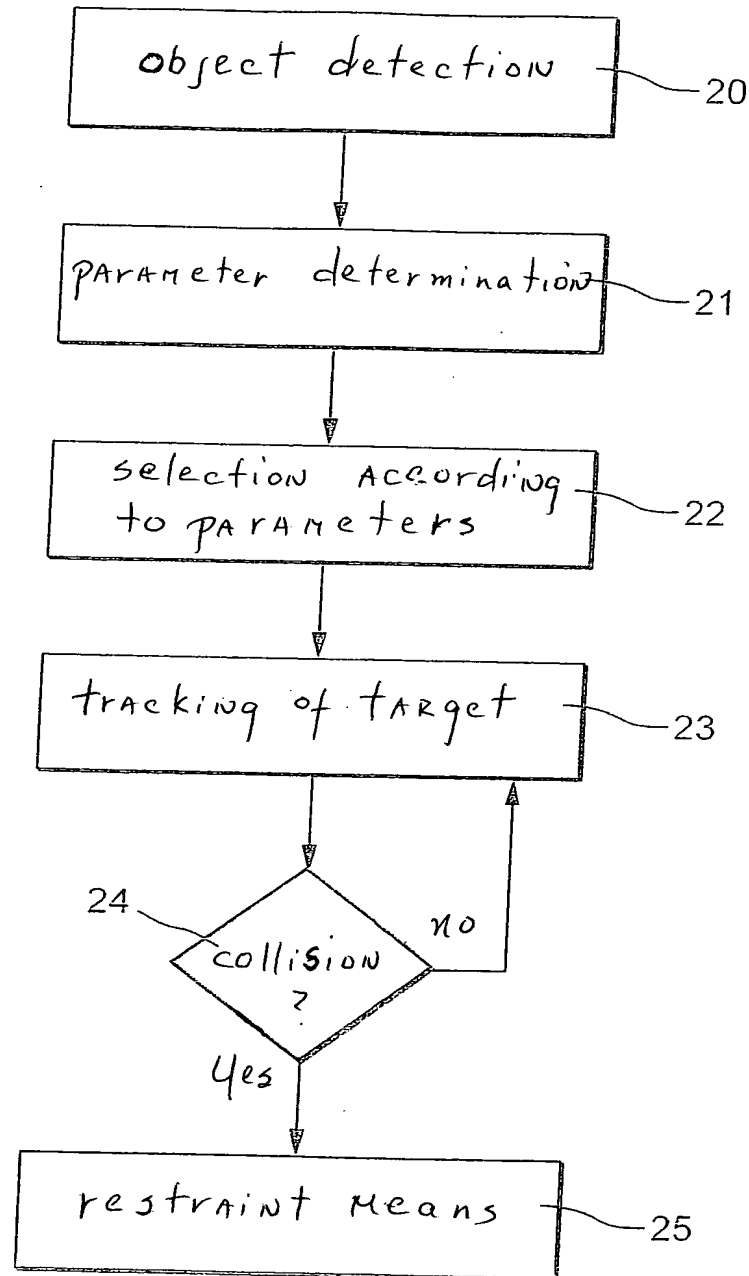 object detection
20
parameter determination
21
selection according
to parameters
22
tracking of target
23
24
collision
?
no
Yes
restraint means
25